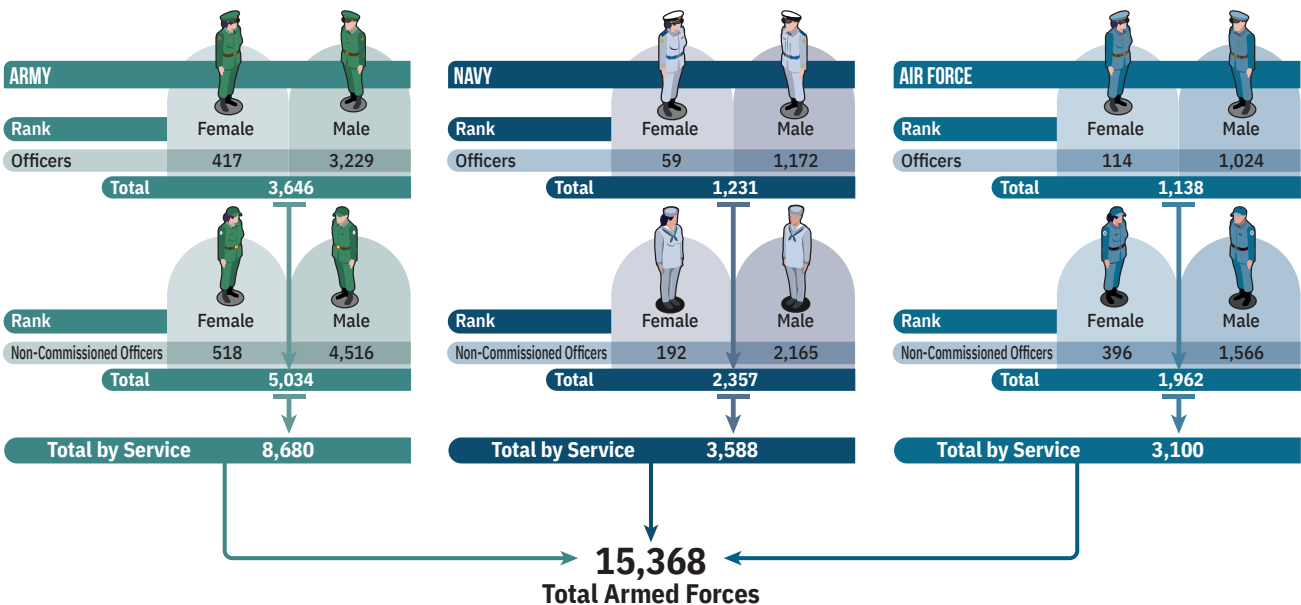 ARMY
Female Male
Rank
Officers 417 3,229
Total 3,646
Rank Female Male
Non-Commissioned Officers 518 4,516
Total 5,034
Total by Service 8,680
NAVY
Female Male
Rank
Officers 59 1,172
Total 1,231
Rank Female Male
Non-Commissioned Officers 192 2,165
Total 2,357
Total by Service 3,588
AIR FORCE
Female Male
Rank
Officers 114 1,024
Total 1,138
Rank Female Male
Non-Commissioned Officers 396 1,566
Total 1,962
Total by Service 3,100
15,368
Total Armed Forces